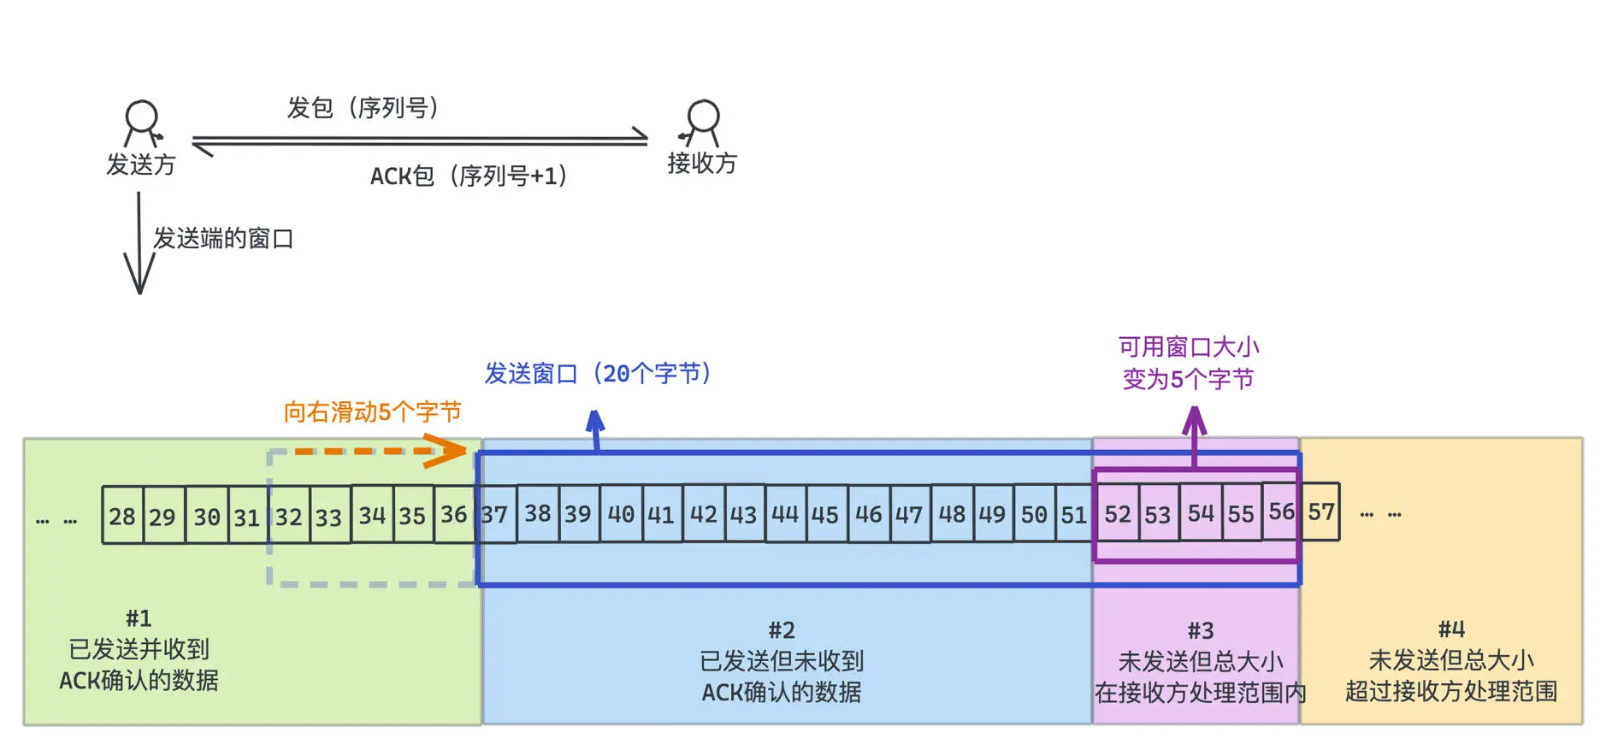 发包（序列号）
发送方
接收方
ACK包（序列号+1）
发送端的窗口
可用窗口大小
变为5个字节
发送窗口（20个字节）
向右滑动5个字节
… … 28 29 30 31 32 33 34 35 36 37 38 39 40 41 42 43 44 45 46 47 48 49 50 51 52 53 54 55 56 57 … …
#1
已发送并收到
ACK确认的数据
#2
已发送但未收到
ACK确认的数据
#3
未发送但总大小
在接收方处理范围内
#4
未发送但总大小
超过接收方处理范围